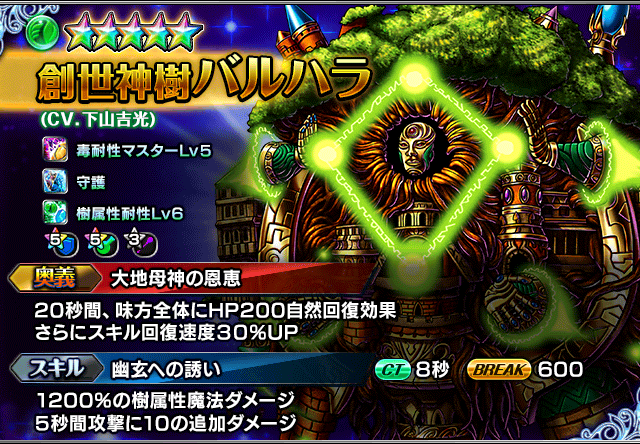 創世神樹バルハラ
(CV.下山吉光)
毒耐性マスターLv5
守護
樹属性耐性Lv6
5 5 3
奥義 大地母神の恩恵
20秒間、味方全体にHP200自然回復効果
さらにスキル回復速度30%UP
スキル 幽玄への誘い CT 8秒 BREAK 600
1200%の樹属性魔法ダメージ
5秒間攻撃に10の追加ダメージ